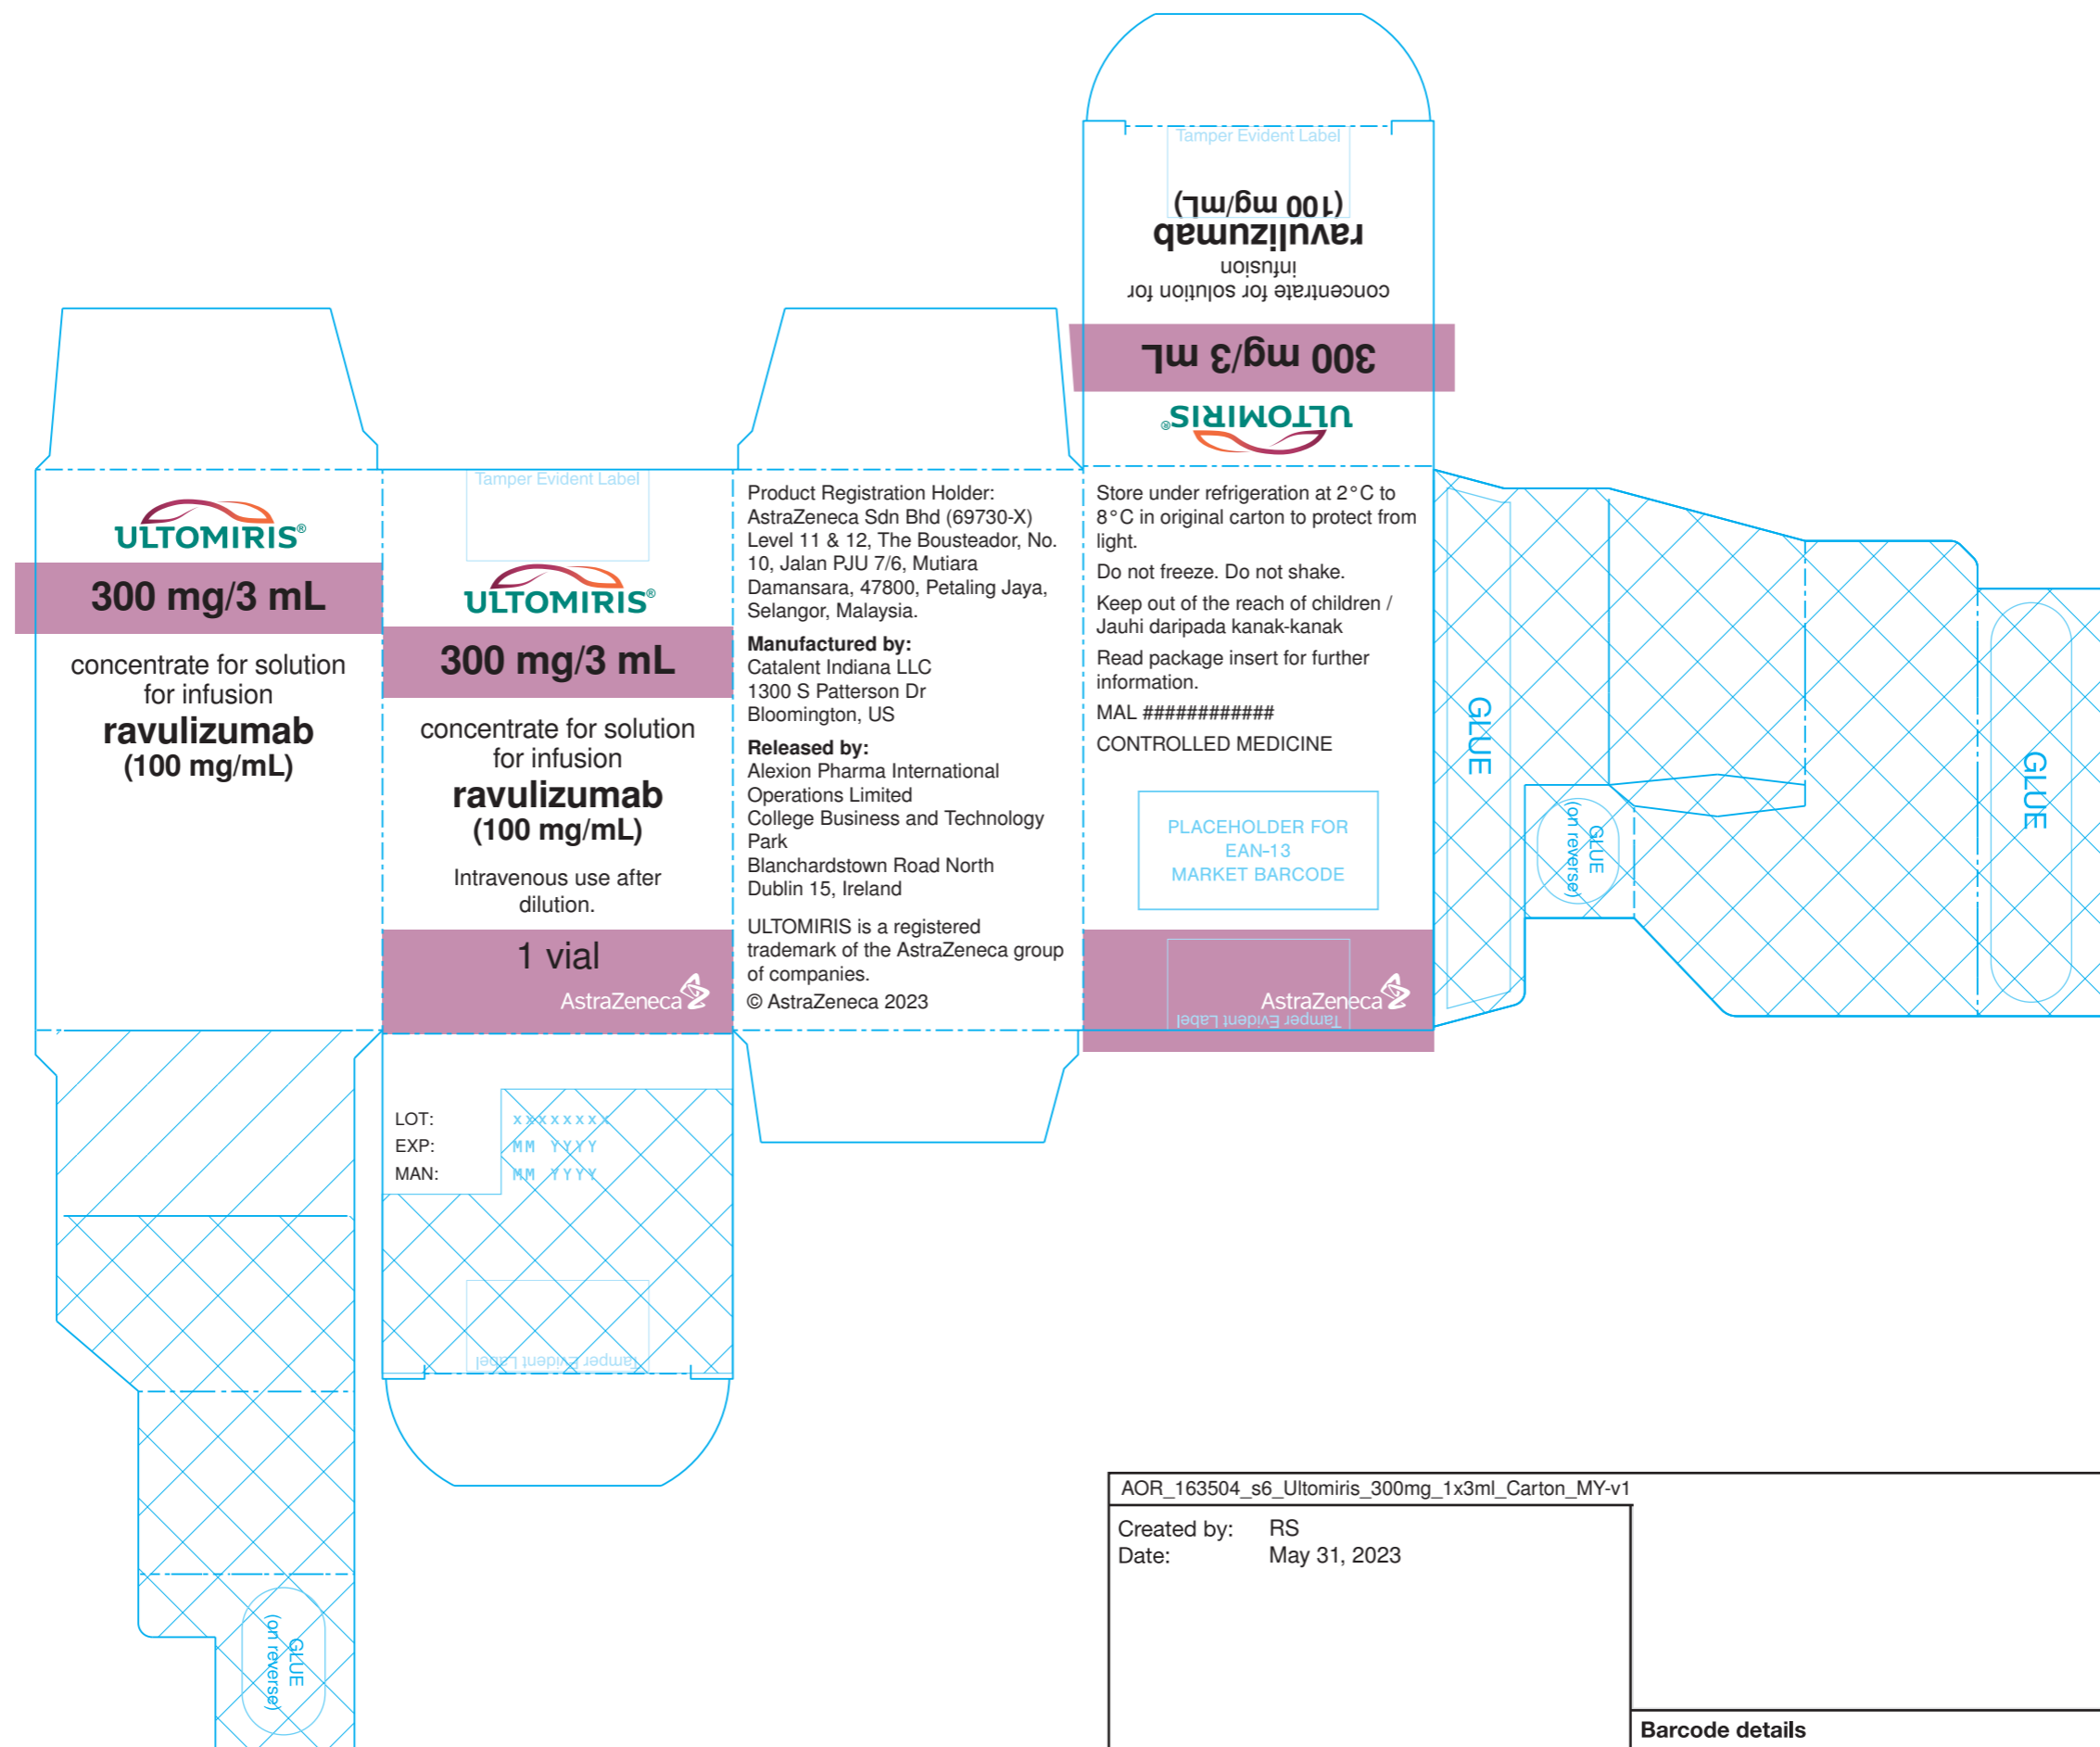 Tamper Evident Label
(100 mg/mL)
ravulizumab
infusion
concentrate for solution for
300 mg/3 mL
ULTOMIRIS®
ULTOMIRIS®
300 mg/3 mL
concentrate for solution
for infusion
ravulizumab
(100 mg/mL)
Tamper Evident Label
ULTOMIRIS®
300 mg/3 mL
concentrate for solution
for infusion
ravulizumab
(100 mg/mL)
Intravenous use after
dilution.
1 vial
AstraZeneca
Product Registration Holder:
AstraZeneca Sdn Bhd (69730-X)
Level 11 & 12, The Bousteador, No.
10, Jalan PJU 7/6, Mutiara
Damansara, 47800, Petaling Jaya,
Selangor, Malaysia.
Manufactured by:
Catalent Indiana LLC
1300 S Patterson Dr
Bloomington, US
Released by:
Alexion Pharma International
Operations Limited
College Business and Technology
Park
Blanchardstown Road North
Dublin 15, Ireland
ULTOMIRIS is a registered
trademark of the AstraZeneca group
of companies.
© AstraZeneca 2023
Store under refrigeration at 2°C to
8°C in original carton to protect from
light.
Do not freeze. Do not shake.
Keep out of the reach of children /
Jauhi daripada kanak-kanak
Read package insert for further
information.
MAL ############
CONTROLLED MEDICINE
PLACEHOLDER FOR
EAN-13
MARKET BARCODE
AstraZeneca
Tamper Evident Label
GLUE
GLUE
(on reverse)
GLUE
LOT: xxxxxxxx
EXP: MM YYYY
MAN: MM YYYY
Tamper Evident Label
GLUE
(on reverse)
AOR_163504_s6_Ultomiris_300mg_1x3ml_Carton_MY-v1
Created by: RS
Date: May 31, 2023
Barcode details